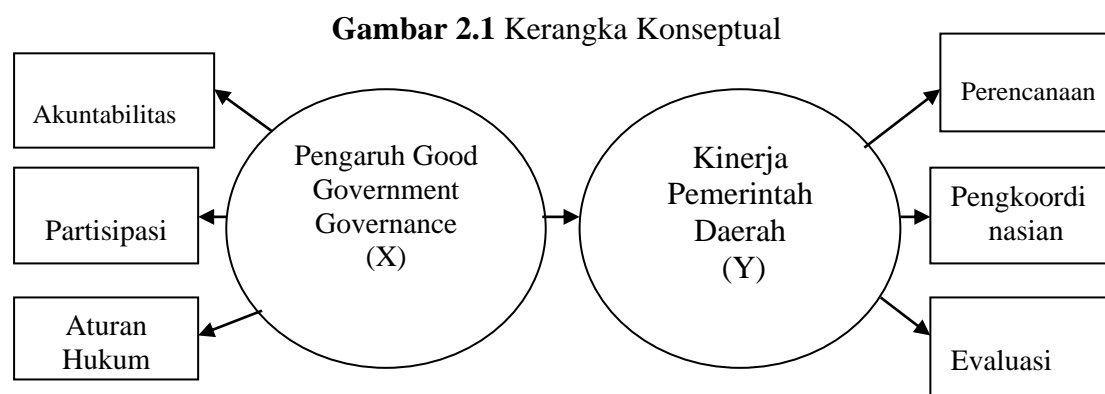 Gambar 2.1 Kerangka Konseptual
Akuntabilitas
Partisipasi
Aturan
Hukum
Pengaruh Good
Government
Governance
(X)
Kinerja
Pemerintah
Daerah
(Y)
Perencanaan
Pengkoordi
nasian
Evaluasi